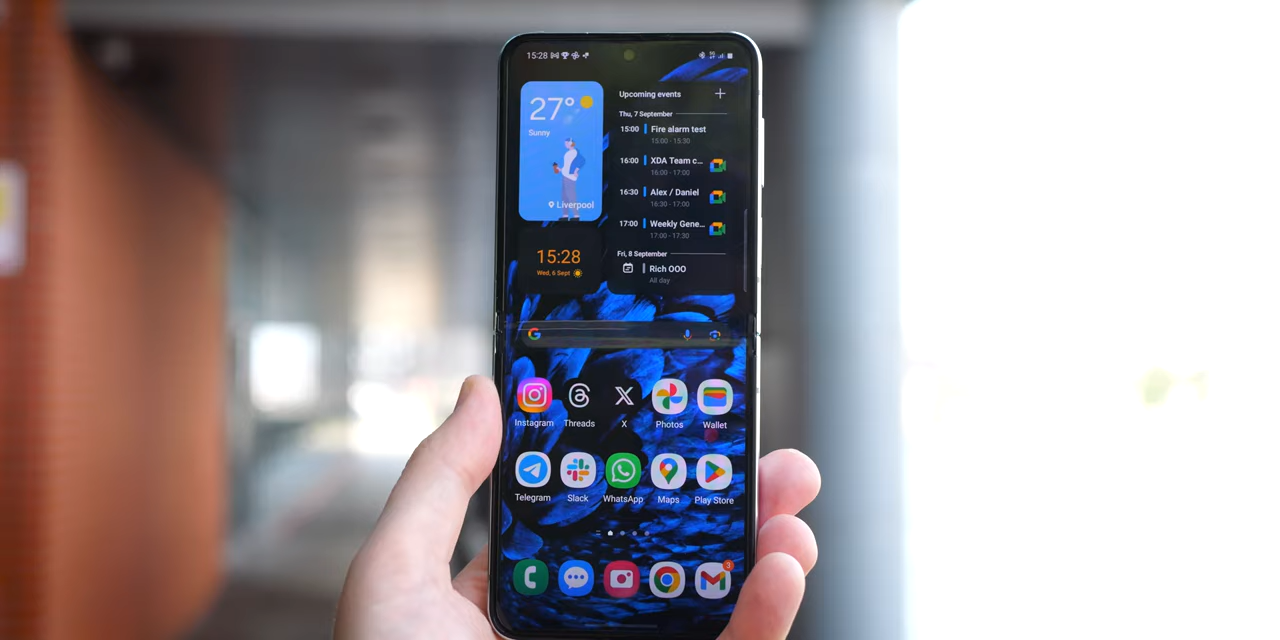 15:28
27°
Sunny
Liverpool
15:28
Wed, 6 Sept
Upcoming events
Thu, 7 September
15:00 Fire alarm test
15:00 - 15:30
16:00 XDA Team c...
16:00 - 17:00
16:30 Alex / Daniel
16:30 - 17:00
17:00 Weekly Gene...
17:00 - 17:30
Fri, 8 September
Rich OOO
All day
Instagram Threads X Photos Wallet
Telegram Slack WhatsApp Maps Play Store
3